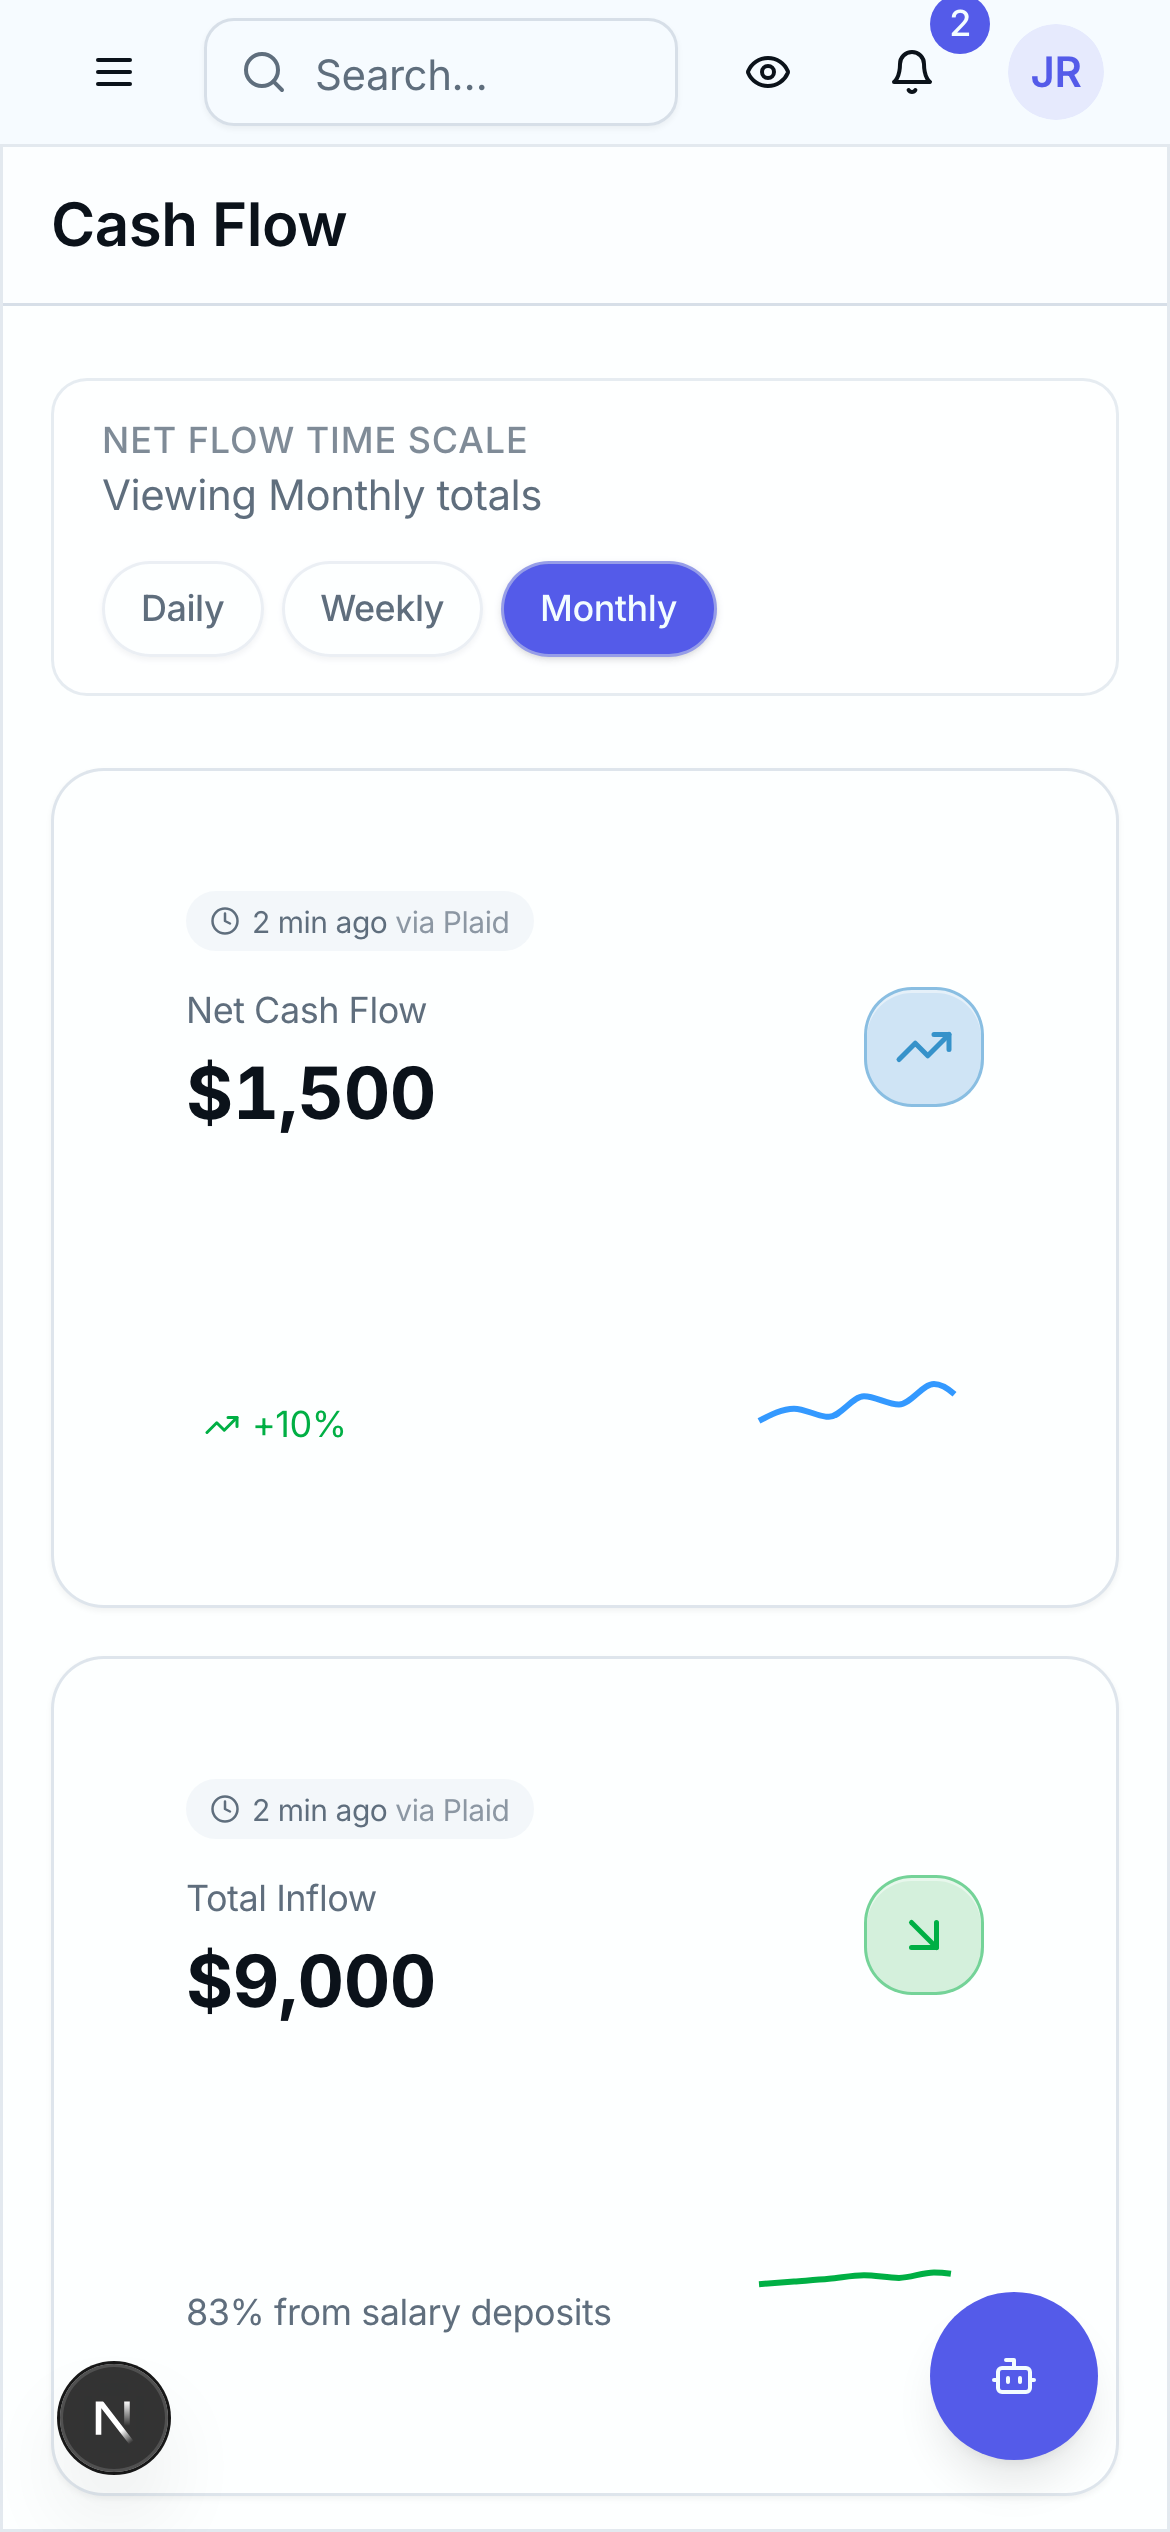 Search...
2
JR
Cash Flow
NET FLOW TIME SCALE
Viewing Monthly totals
Daily Weekly Monthly
2 min ago via Plaid
Net Cash Flow
$1,500
+10%
2 min ago via Plaid
Total Inflow
$9,000
83% from salary deposits
N